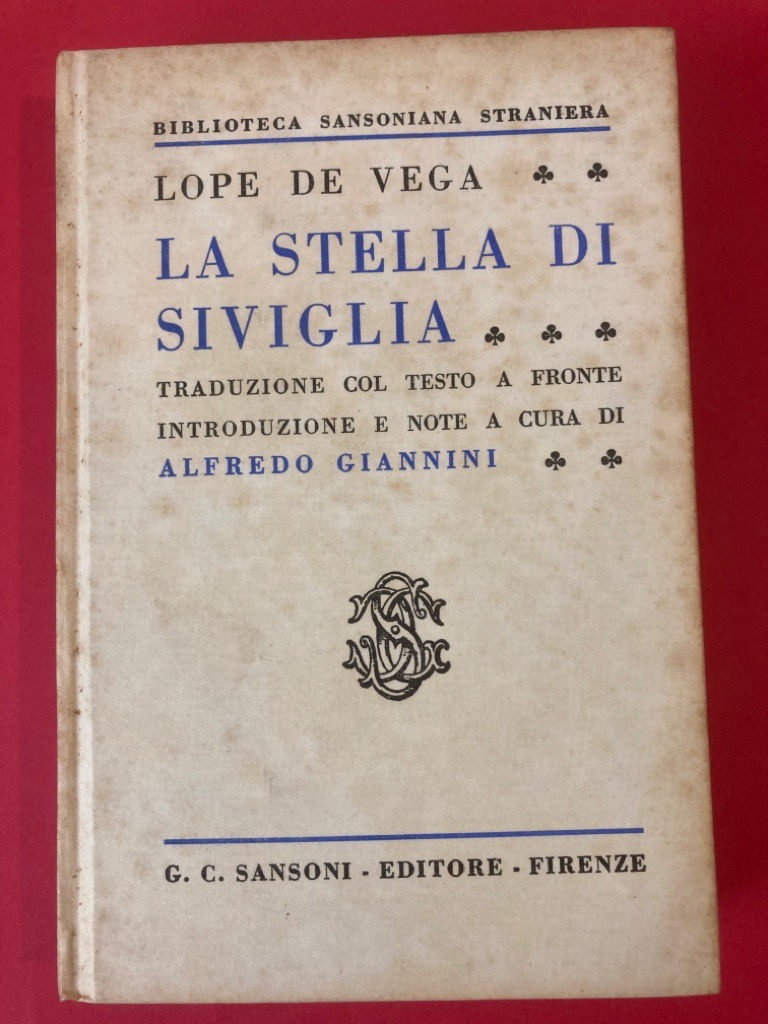 BIBLIOTECA SANSONIANA STRANIERA
LOPE DE VEGA
LA STELLA DI
SIVIGLIA
TRADUZIONE COL TESTO A FRONTE
INTRODUZIONE E NOTE A CURA DI
ALFREDO GIANNINI
G. C. SANSONI - EDITORE - FIRENZE